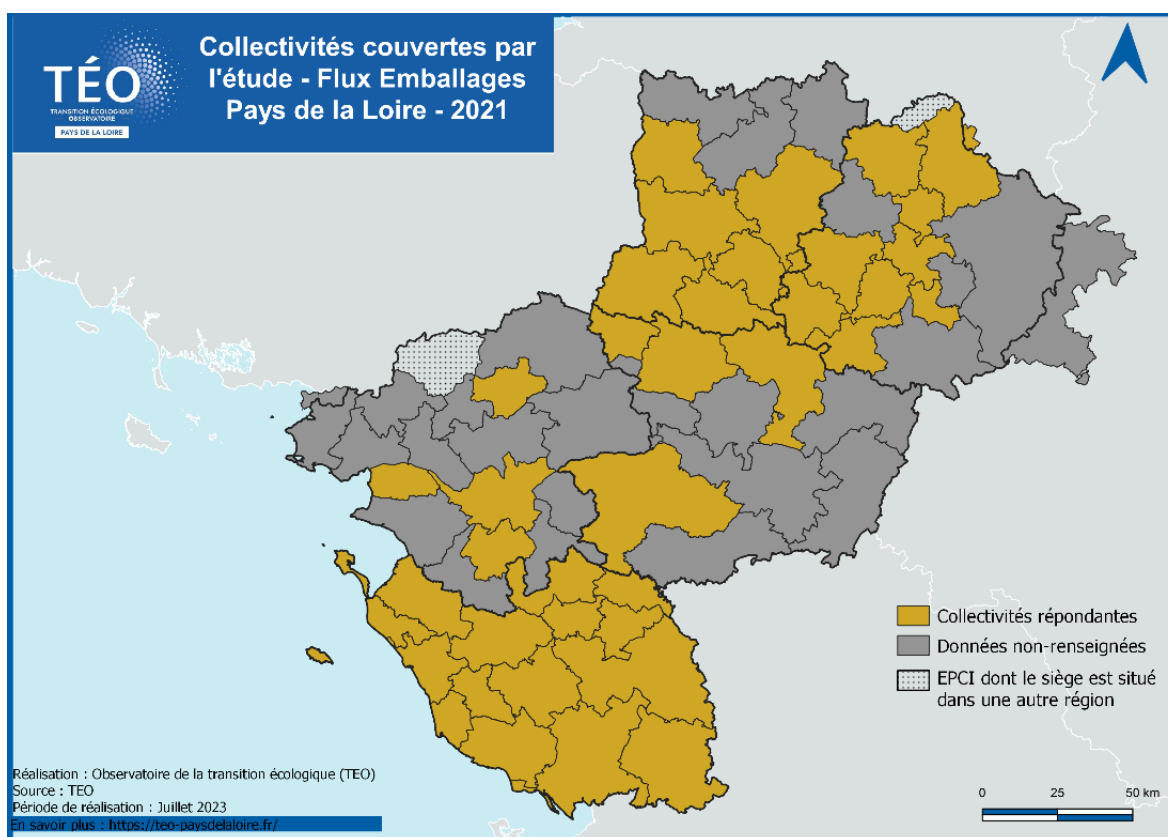 TÉO
TRANSITION ÉCOLOGIQUE
OBSERVATOIRE
PAYS DE LA LOIRE
Collectivités couvertes par
l'étude - Flux Emballages
Pays de la Loire - 2021
Collectivités répondantes
Données non-renseignées
EPCI dont le siège est situé
dans une autre région
Réalisation : Observatoire de la transition écologique (TEO)
Source : TEO
Période de réalisation : Juillet 2023
En savoir plus : https://teo-paysdelaloire.fr/
0 25 50 km